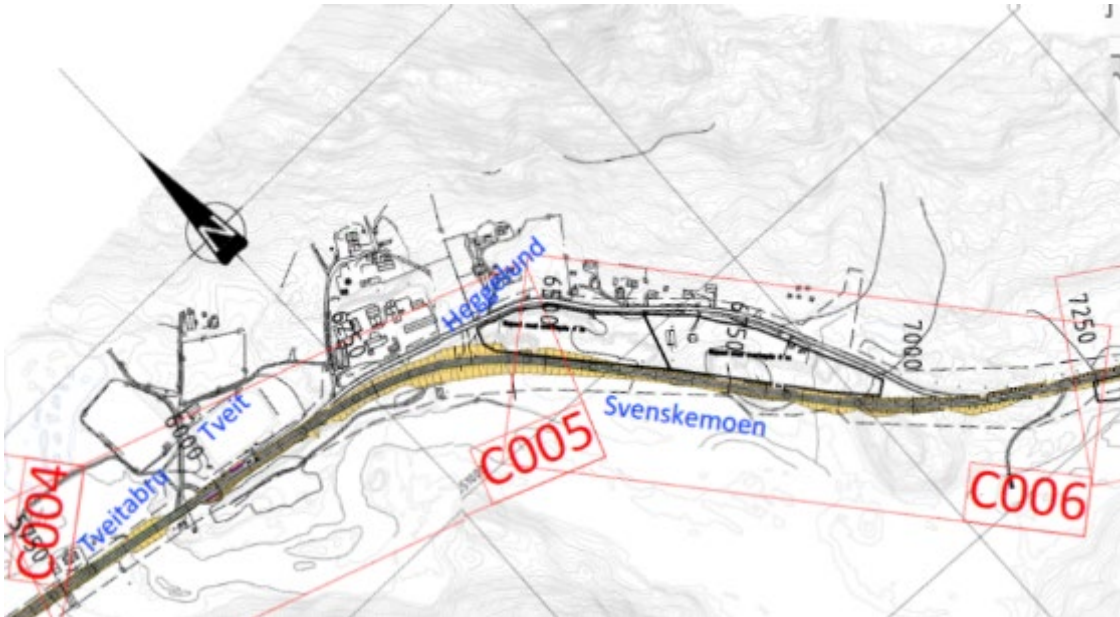 N
Heggelund
6500
6750
7000
7250
Tveit
Svenskemoen
C005
C004
Tveitabru
C006